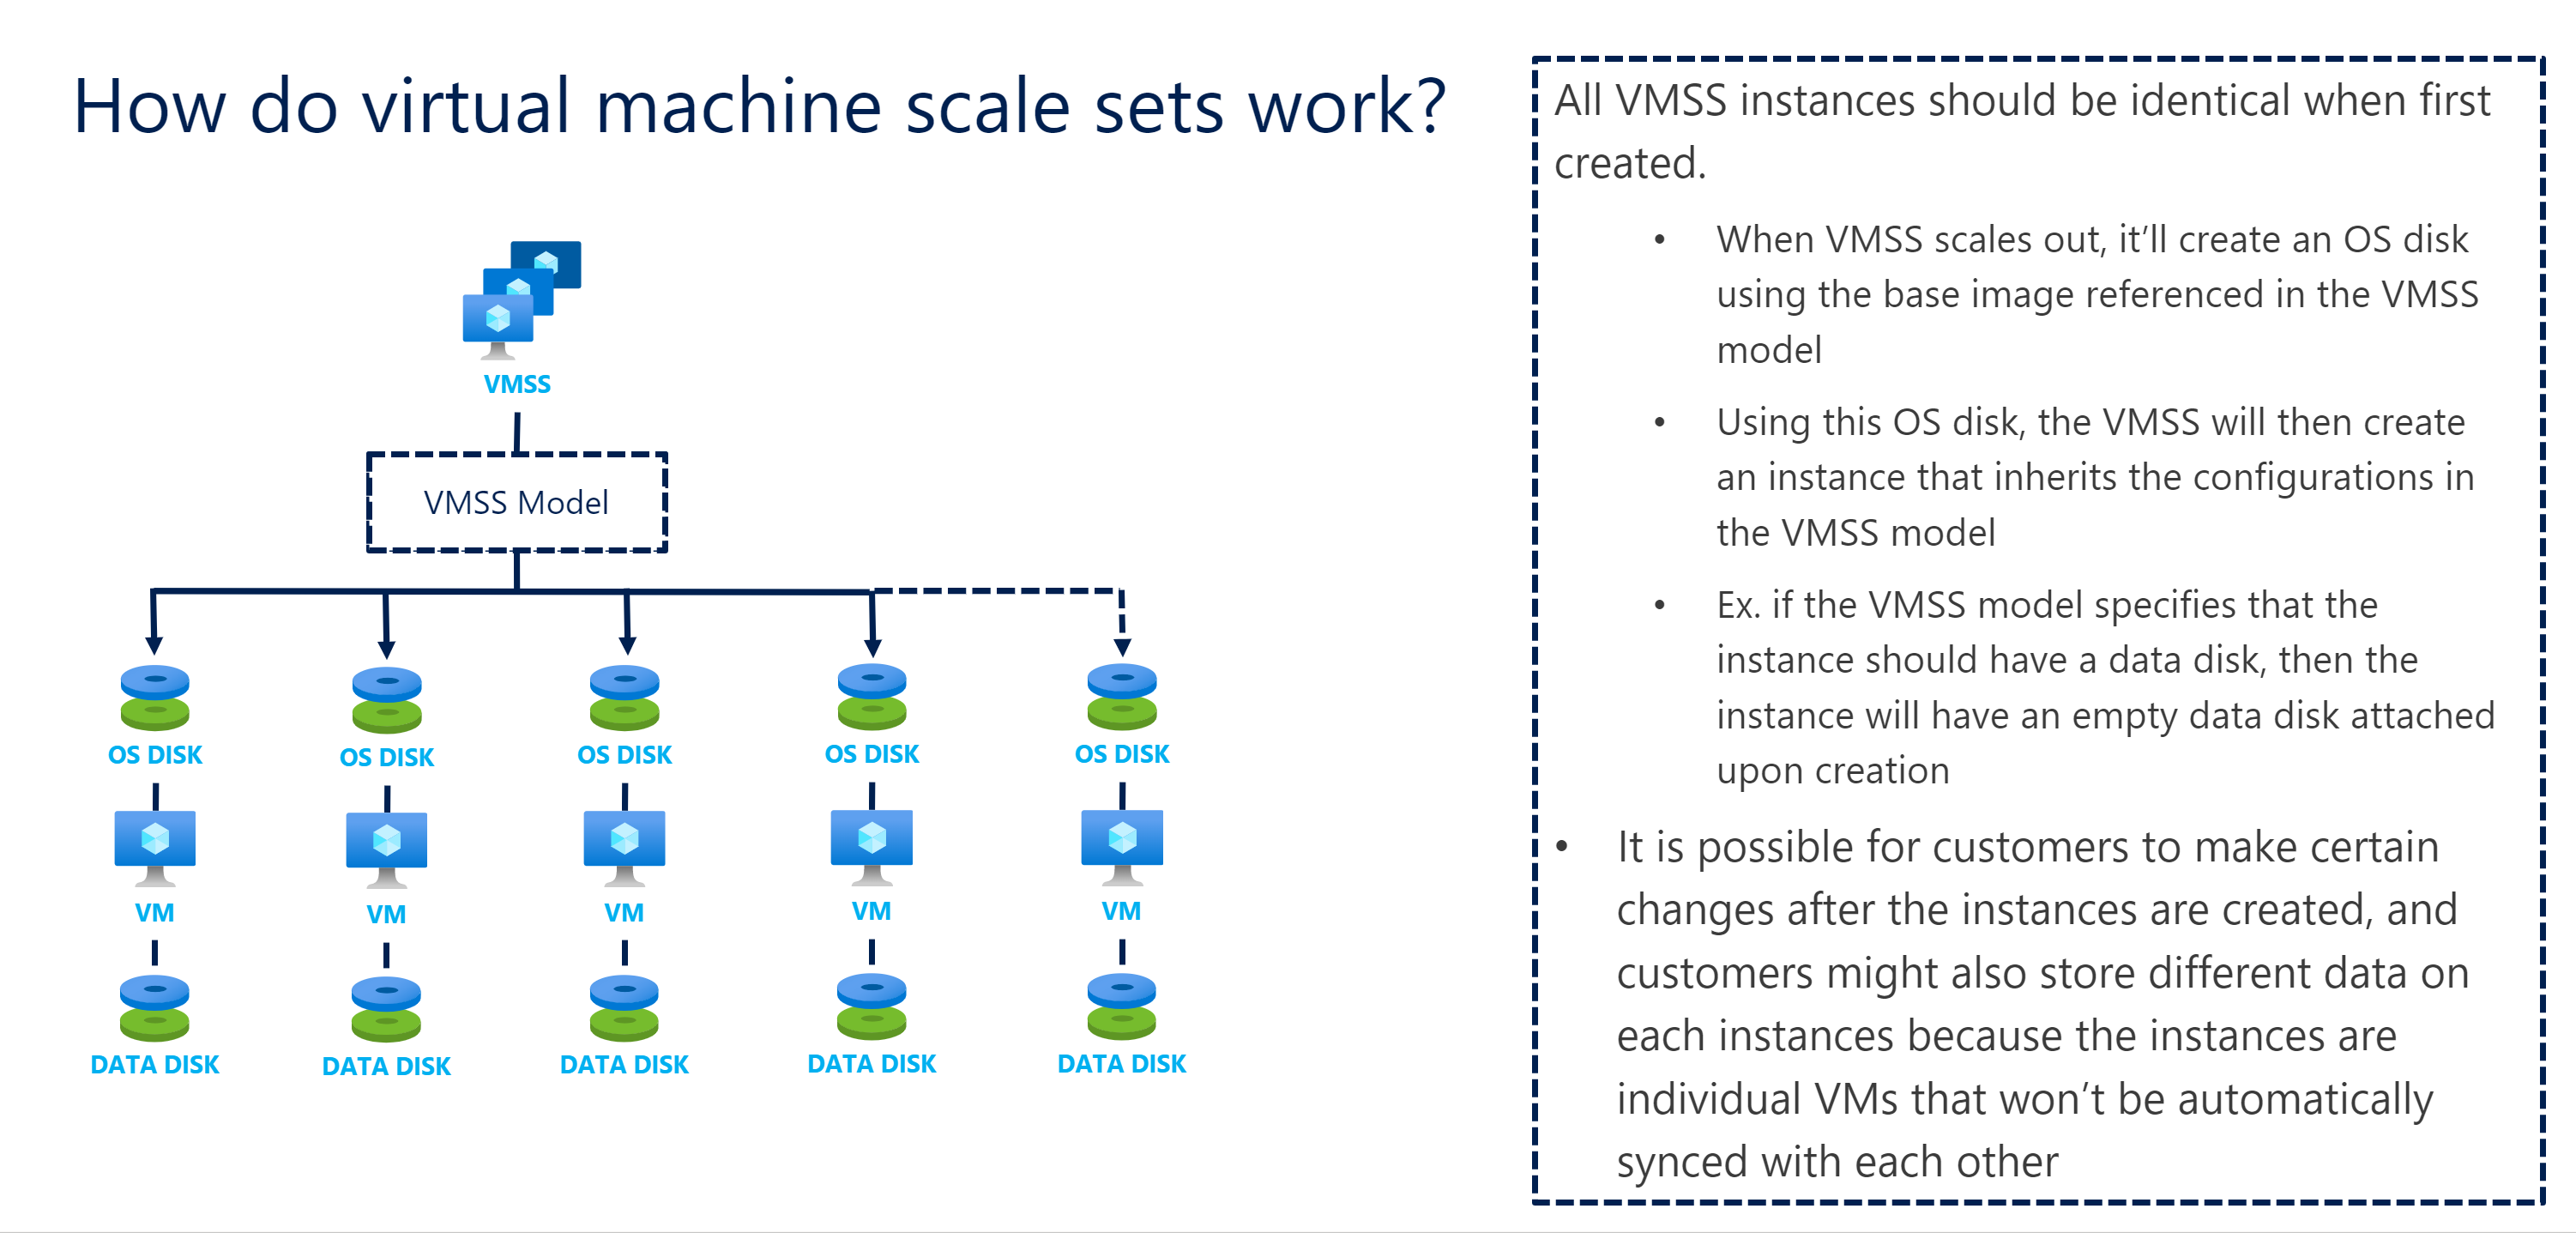 How do virtual machine scale sets work?
VMSS
VMSS Model
OS DISK
OS DISK
OS DISK
OS DISK
OS DISK
VM
VM
VM
VM
VM
DATA DISK
DATA DISK
DATA DISK
DATA DISK
DATA DISK
All VMSS instances should be identical when first
created.
• When VMSS scales out, it’ll create an OS disk
using the base image referenced in the VMSS
model
• Using this OS disk, the VMSS will then create
an instance that inherits the configurations in
the VMSS model
• Ex. if the VMSS model specifies that the
instance should have a data disk, then the
instance will have an empty data disk attached
upon creation
• It is possible for customers to make certain
changes after the instances are created, and
customers might also store different data on
each instances because the instances are
individual VMs that won’t be automatically
synced with each other